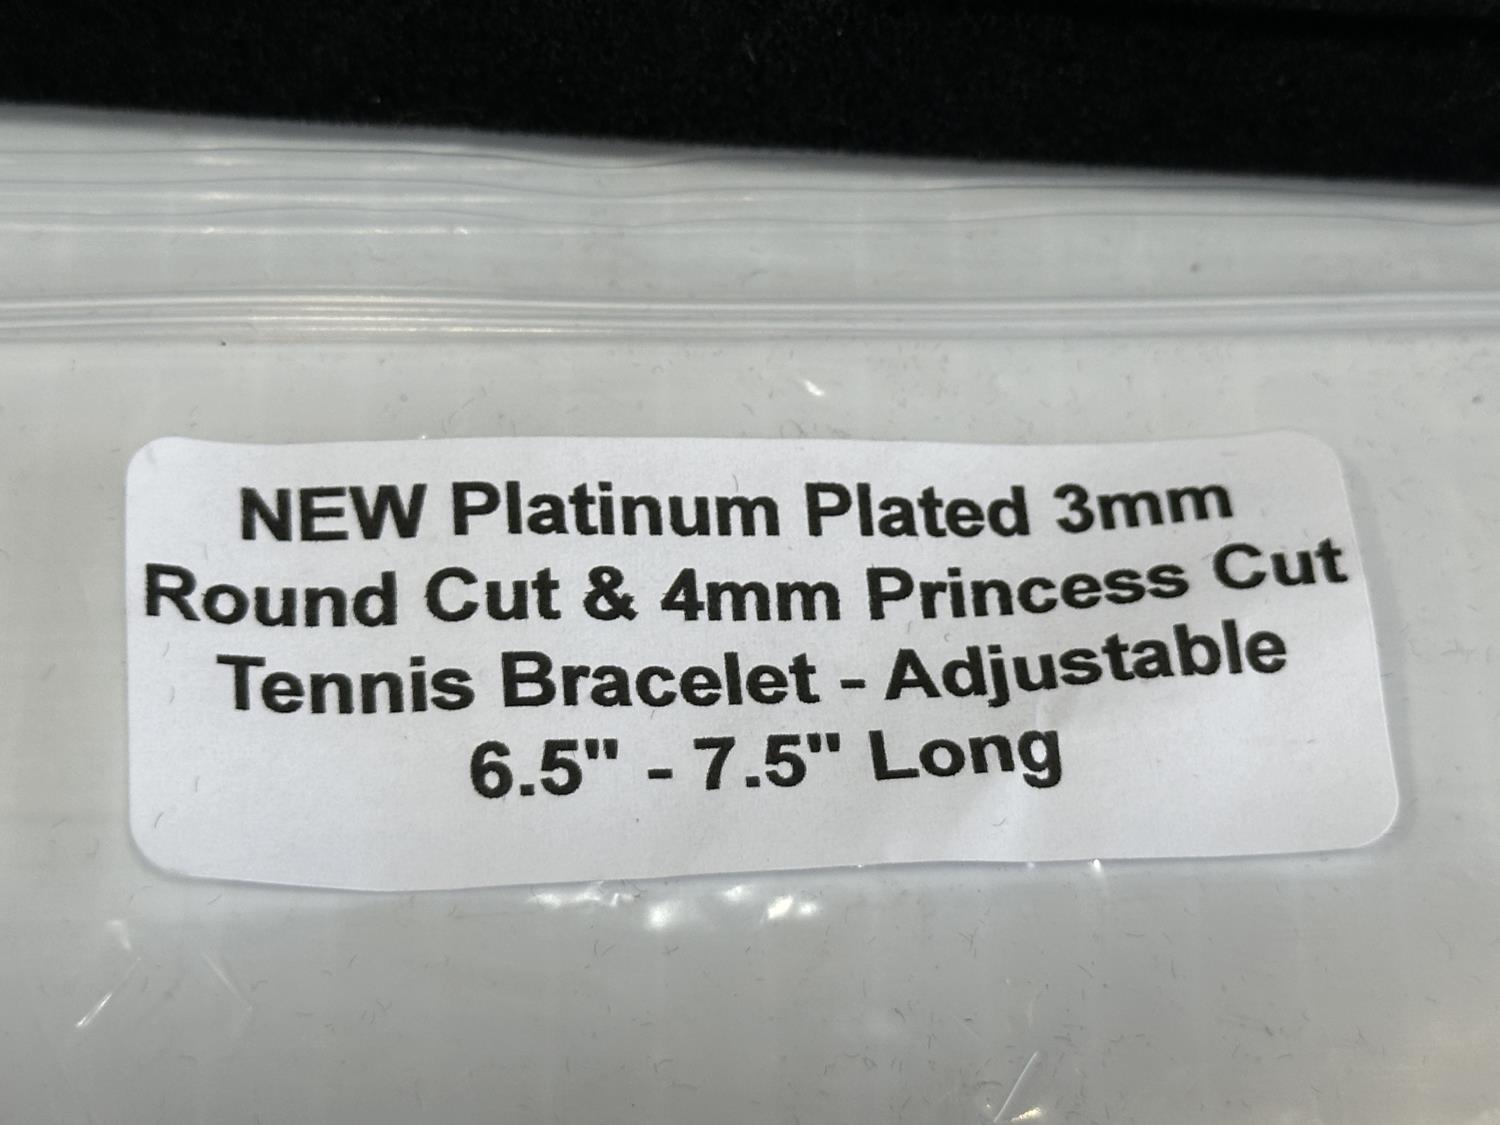 NEW Platinum Plated 3mm
Round Cut & 4mm Princess Cut
Tennis Bracelet - Adjustable
6.5" - 7.5" Long